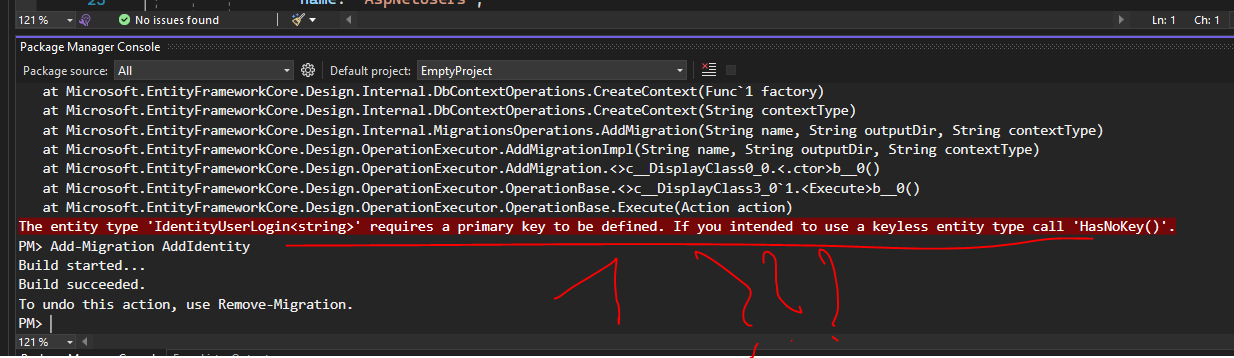 name: "AspNetUsers",
121 %
No issues found
Ln: 1 Ch: 1
Package Manager Console
Package source: All Default project: EmptyProject
at Microsoft.EntityFrameworkCore.Design.Internal.DbContextOperations.CreateContext(Func`1 factory)
at Microsoft.EntityFrameworkCore.Design.Internal.DbContextOperations.CreateContext(String contextType)
at Microsoft.EntityFrameworkCore.Design.Internal.MigrationsOperations.AddMigration(String name, String outputDir, String contextType)
at Microsoft.EntityFrameworkCore.Design.OperationExecutor.AddMigrationImpl(String name, String outputDir, String contextType)
at Microsoft.EntityFrameworkCore.Design.OperationExecutor.AddMigration.<>c__DisplayClass0_0.<.ctor>b__0()
at Microsoft.EntityFrameworkCore.Design.OperationExecutor.OperationBase.<>c__DisplayClass3_0`1.<Execute>b__0()
at Microsoft.EntityFrameworkCore.Design.OperationExecutor.OperationBase.Execute(Action action)
The entity type 'IdentityUserLogin<string>' requires a primary key to be defined. If you intended to use a keyless entity type call 'HasNoKey()'.
PM> Add-Migration AddIdentity
Build started...
Build succeeded.
To undo this action, use Remove-Migration.
PM>
1 ???
121 %